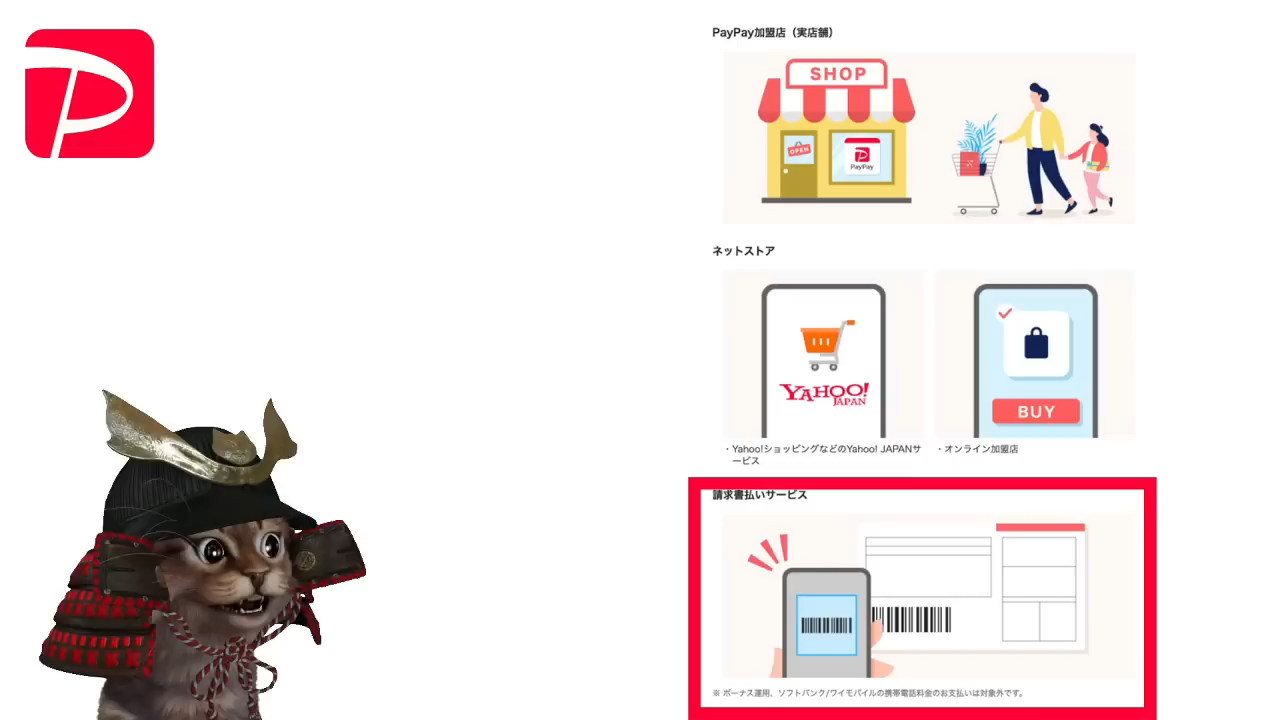 PayPay加盟店（実店舗）
SHOP
OPEN
PayPay
ネットストア
YAHOO!
JAPAN
BUY
・Yahoo!ショッピングなどのYahoo! JAPANサ
ービス
・オンライン加盟店
請求書払いサービス
※ ボーナス運用、ソフトバンク/ワイモバイルの携帯電話料金のお支払いは対象外です。